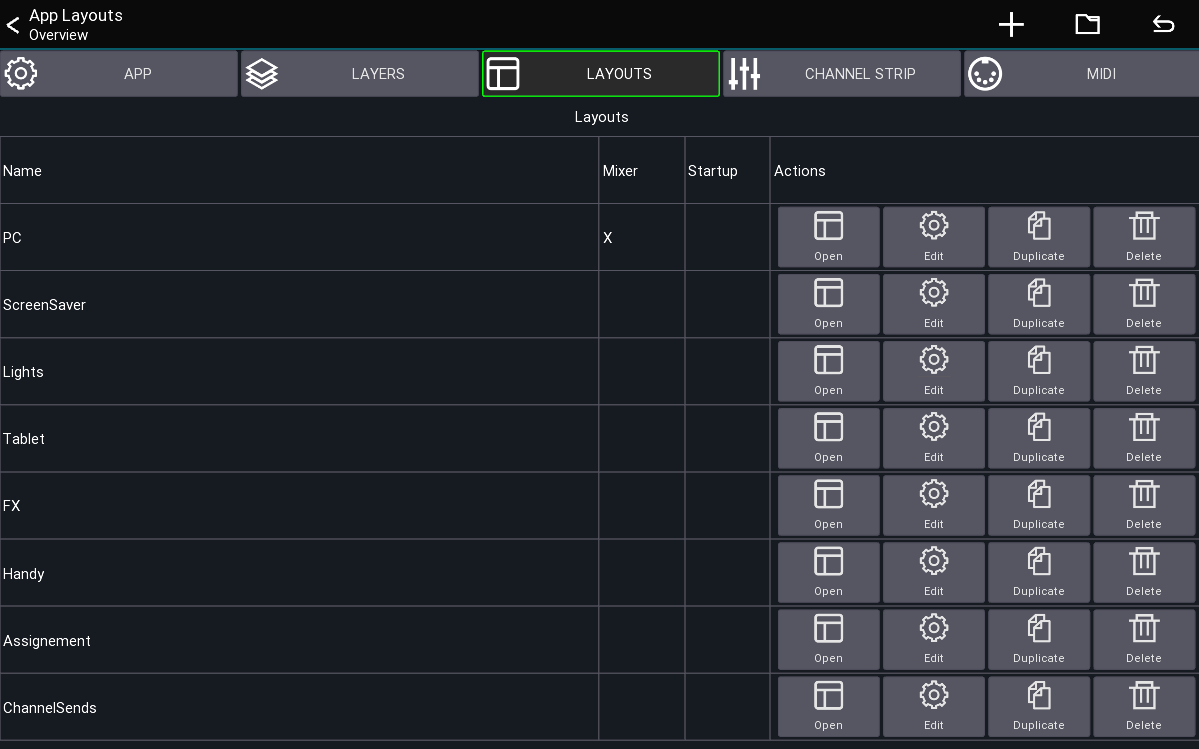 App Layouts
Overview
APP LAYERS LAYOUTS CHANNEL STRIP MIDI
Layouts
Name Mixer Startup Actions
PC X Open Edit Duplicate Delete
ScreenSaver Open Edit Duplicate Delete
Lights Open Edit Duplicate Delete
Tablet Open Edit Duplicate Delete
FX Open Edit Duplicate Delete
Handy Open Edit Duplicate Delete
Assignement Open Edit Duplicate Delete
ChannelSends Open Edit Duplicate Delete